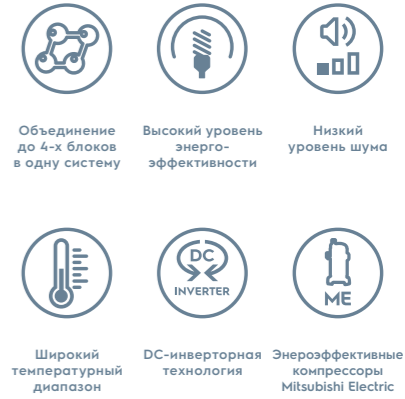 Объединение
до 4-х блоков
в одну систему
Высокий уровень
энерго-
эффективности
Низкий
уровень шума
DC
INVERTER
ME
Широкий
температурный
диапазон
DC-инверторная
технология
Энероэффективные
компрессоры
Mitsubishi Electric